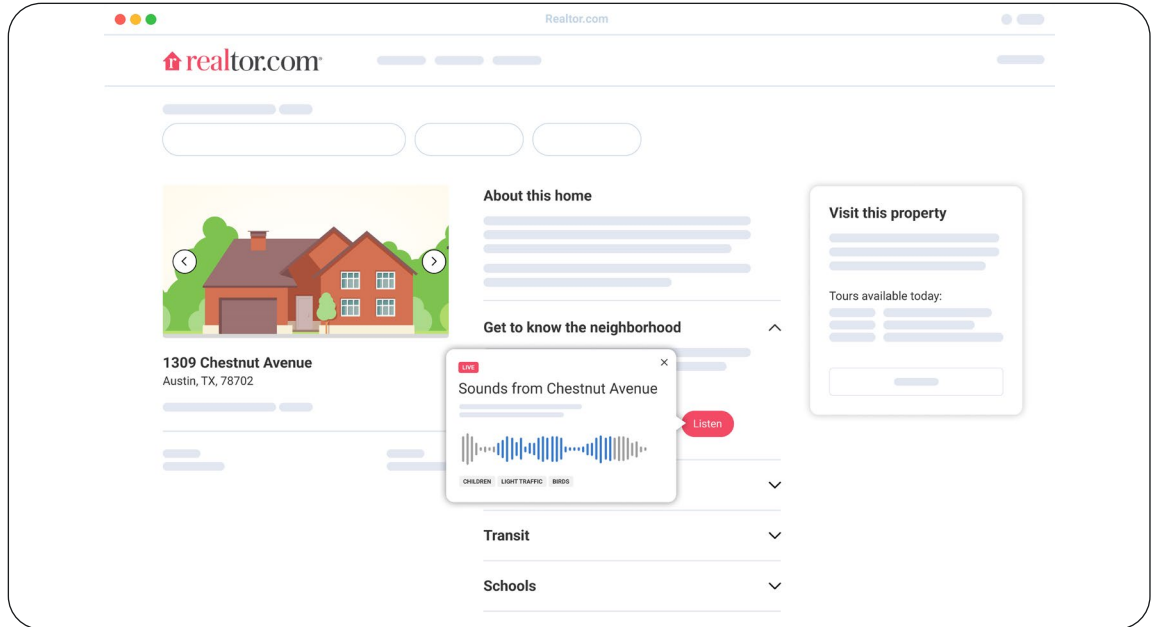 Realtor.com
realtor.com®
1309 Chestnut Avenue
Austin, TX, 78702
About this home
Get to know the neighborhood
LIVE
Sounds from Chestnut Avenue
CHILDREN LIGHT TRAFFIC BIRDS
Listen
Transit
Schools
Visit this property
Tours available today: